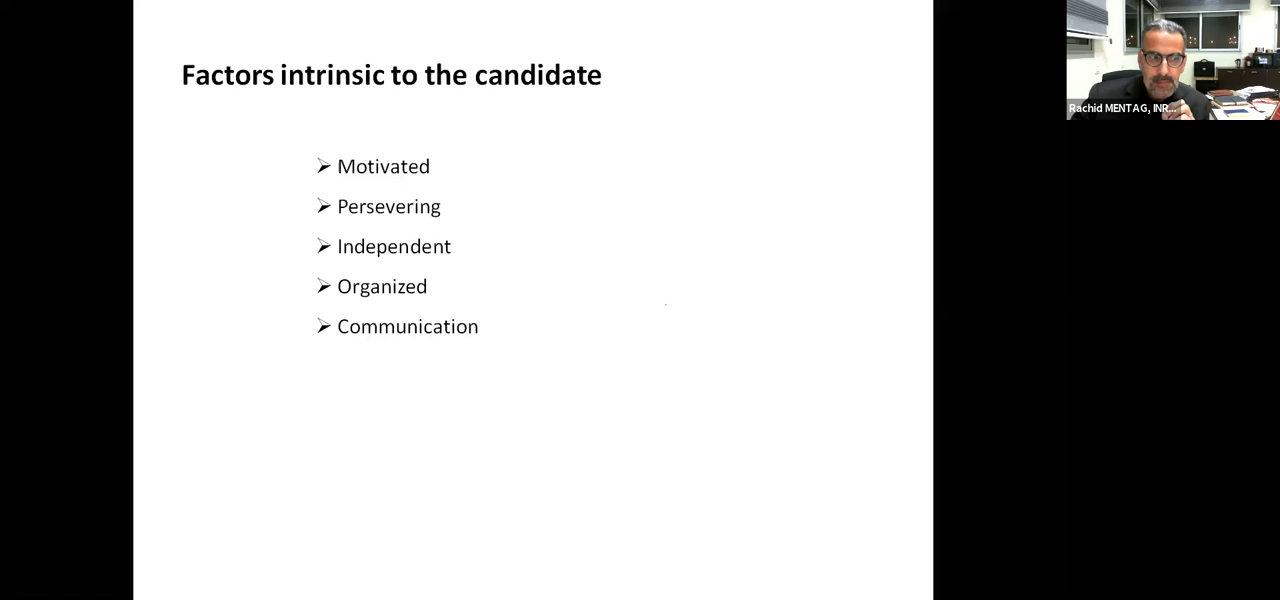 Factors intrinsic to the candidate
Motivated
Persevering
Independent
Organized
Communication
Rachid MENTAG, INR...